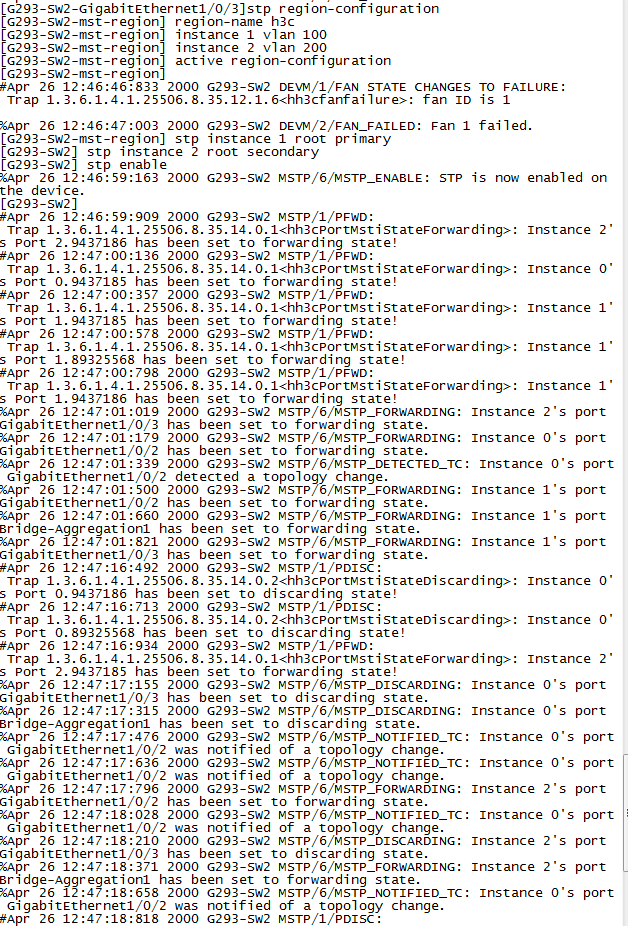 [G293-SW2-GigabitEthernet1/0/3]stp region-configuration
[G293-SW2-mst-region] region-name h3c
[G293-SW2-mst-region] instance 1 vlan 100
[G293-SW2-mst-region] instance 2 vlan 200
[G293-SW2-mst-region] active region-configuration
[G293-SW2-mst-region]
#Apr 26 12:46:46:833 2000 G293-SW2 DEVM/1/FAN STATE CHANGES TO FAILURE:
 Trap 1.3.6.1.4.1.25506.8.35.12.1.6<hh3cfanfailure>: fan ID is 1
%Apr 26 12:46:47:003 2000 G293-SW2 DEVM/2/FAN_FAILED: Fan 1 failed.
[G293-SW2-mst-region] stp instance 1 root primary
[G293-SW2] stp instance 2 root secondary
[G293-SW2] stp enable
%Apr 26 12:46:59:163 2000 G293-SW2 MSTP/6/MSTP_ENABLE: STP is now enabled on
the device.
[G293-SW2]
#Apr 26 12:46:59:909 2000 G293-SW2 MSTP/1/PFWD:
 Trap 1.3.6.1.4.1.25506.8.35.14.0.1<hh3cPortMstiStateForwarding>: Instance 2'
s Port 2.9437186 has been set to forwarding state!
#Apr 26 12:47:00:136 2000 G293-SW2 MSTP/1/PFWD:
 Trap 1.3.6.1.4.1.25506.8.35.14.0.1<hh3cPortMstiStateForwarding>: Instance 0'
s Port 0.9437185 has been set to forwarding state!
#Apr 26 12:47:00:357 2000 G293-SW2 MSTP/1/PFWD:
 Trap 1.3.6.1.4.1.25506.8.35.14.0.1<hh3cPortMstiStateForwarding>: Instance 1'
s Port 1.9437185 has been set to forwarding state!
#Apr 26 12:47:00:578 2000 G293-SW2 MSTP/1/PFWD:
 Trap 1.3.6.1.4.1.25506.8.35.14.0.1<hh3cPortMstiStateForwarding>: Instance 1'
s Port 1.89325568 has been set to forwarding state!
#Apr 26 12:47:00:798 2000 G293-SW2 MSTP/1/PFWD:
 Trap 1.3.6.1.4.1.25506.8.35.14.0.1<hh3cPortMstiStateForwarding>: Instance 1'
s Port 1.9437186 has been set to forwarding state!
%Apr 26 12:47:01:019 2000 G293-SW2 MSTP/6/MSTP_FORWARDING: Instance 2's port
GigabitEthernet1/0/3 has been set to forwarding state.
%Apr 26 12:47:01:179 2000 G293-SW2 MSTP/6/MSTP_FORWARDING: Instance 0's port
GigabitEthernet1/0/2 has been set to forwarding state.
%Apr 26 12:47:01:339 2000 G293-SW2 MSTP/6/MSTP_DETECTED_TC: Instance 0's port
 GigabitEthernet1/0/2 detected a topology change.
%Apr 26 12:47:01:500 2000 G293-SW2 MSTP/6/MSTP_FORWARDING: Instance 1's port
GigabitEthernet1/0/2 has been set to forwarding state.
%Apr 26 12:47:01:660 2000 G293-SW2 MSTP/6/MSTP_FORWARDING: Instance 1's port
Bridge-Aggregation1 has been set to forwarding state.
%Apr 26 12:47:01:821 2000 G293-SW2 MSTP/6/MSTP_FORWARDING: Instance 1's port
GigabitEthernet1/0/3 has been set to forwarding state.
#Apr 26 12:47:16:492 2000 G293-SW2 MSTP/1/PDISC:
 Trap 1.3.6.1.4.1.25506.8.35.14.0.2<hh3cPortMstiStateDiscarding>: Instance 0'
s Port 0.9437186 has been set to discarding state!
#Apr 26 12:47:16:713 2000 G293-SW2 MSTP/1/PDISC:
 Trap 1.3.6.1.4.1.25506.8.35.14.0.2<hh3cPortMstiStateDiscarding>: Instance 0'
s Port 0.89325568 has been set to discarding state!
#Apr 26 12:47:16:934 2000 G293-SW2 MSTP/1/PFWD:
 Trap 1.3.6.1.4.1.25506.8.35.14.0.1<hh3cPortMstiStateForwarding>: Instance 2'
s Port 2.9437185 has been set to forwarding state!
%Apr 26 12:47:17:155 2000 G293-SW2 MSTP/6/MSTP_DISCARDING: Instance 0's port
GigabitEthernet1/0/3 has been set to discarding state.
%Apr 26 12:47:17:315 2000 G293-SW2 MSTP/6/MSTP_DISCARDING: Instance 0's port
Bridge-Aggregation1 has been set to discarding state.
%Apr 26 12:47:17:476 2000 G293-SW2 MSTP/6/MSTP_NOTIFIED_TC: Instance 0's port
 GigabitEthernet1/0/2 was notified of a topology change.
%Apr 26 12:47:17:636 2000 G293-SW2 MSTP/6/MSTP_NOTIFIED_TC: Instance 0's port
 GigabitEthernet1/0/2 was notified of a topology change.
%Apr 26 12:47:17:796 2000 G293-SW2 MSTP/6/MSTP_FORWARDING: Instance 2's port
GigabitEthernet1/0/2 has been set to forwarding state.
%Apr 26 12:47:18:028 2000 G293-SW2 MSTP/6/MSTP_NOTIFIED_TC: Instance 0's port
 GigabitEthernet1/0/2 was notified of a topology change.
%Apr 26 12:47:18:210 2000 G293-SW2 MSTP/6/MSTP_DISCARDING: Instance 2's port
GigabitEthernet1/0/3 has been set to discarding state.
%Apr 26 12:47:18:371 2000 G293-SW2 MSTP/6/MSTP_FORWARDING: Instance 2's port
Bridge-Aggregation1 has been set to forwarding state.
%Apr 26 12:47:18:658 2000 G293-SW2 MSTP/6/MSTP_NOTIFIED_TC: Instance 0's port
 GigabitEthernet1/0/2 was notified of a topology change.
#Apr 26 12:47:18:818 2000 G293-SW2 MSTP/1/PDISC: